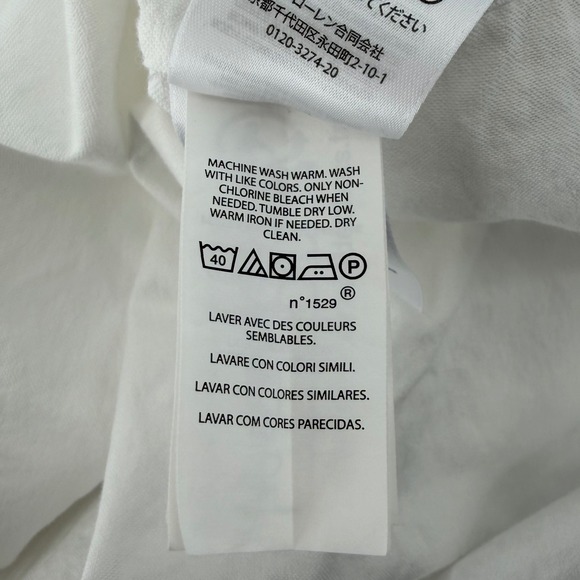 てください
ローレン合同会社
京都千代田区永田町2-10-1
0120-3274-20
MACHINE WASH WARM. WASH
WITH LIKE COLORS. ONLY NON-
CHLORINE BLEACH WHEN
NEEDED. TUMBLE DRY LOW.
WARM IRON IF NEEDED. DRY
CLEAN.
40 P
n°1529 ®
LAVER AVEC DES COULEURS
SEMBLABLES.
LAVARE CON COLORI SIMILI.
LAVAR CON COLORES SIMILARES.
LAVAR COM CORES PARECIDAS.